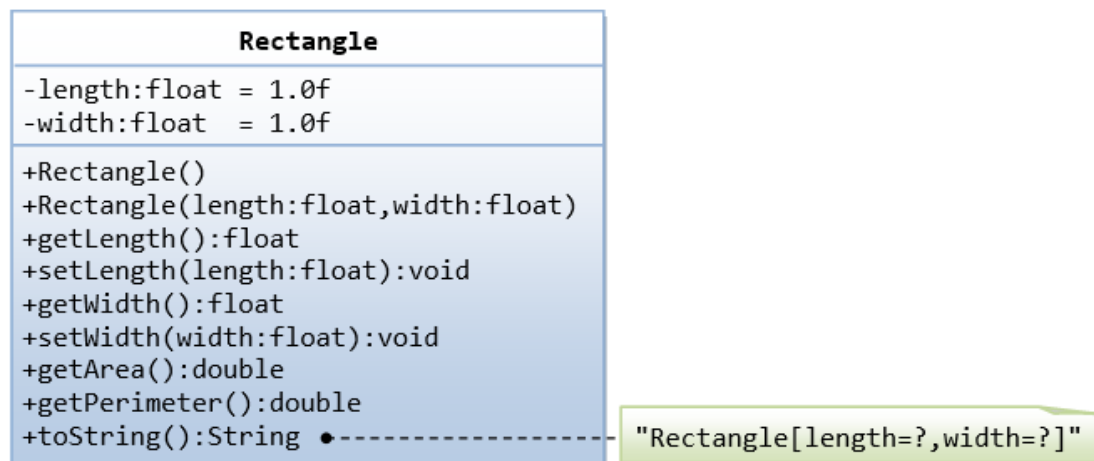 Rectangle
-length:float = 1.0f
-width:float  = 1.0f
+Rectangle()
+Rectangle(length:float,width:float)
+getLength():float
+setLength(length:float):void
+getWidth():float
+setWidth(width:float):void
+getArea():double
+getPerimeter():double
+toString():String
"Rectangle[length=?,width=?]"